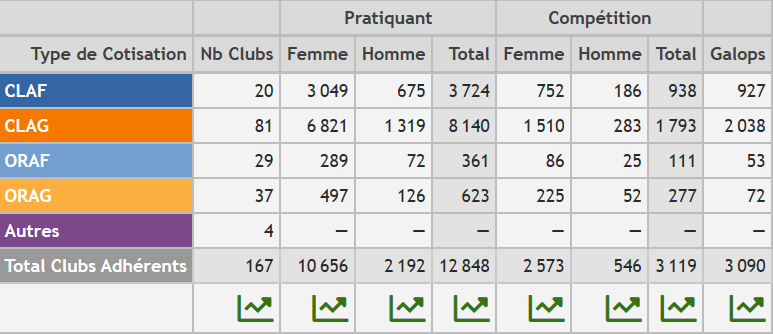 Pratiquant Compétition
Type de Cotisation Nb Clubs Femme Homme Total Femme Homme Total Galops
CLAF 20 3 049 675 3 724 752 186 938 927
CLAG 81 6 821 1 319 8 140 1 510 283 1 793 2 038
ORAF 29 289 72 361 86 25 111 53
ORAG 37 497 126 623 225 52 277 72
Autres 4 — — — — — — —
Total Clubs Adhérents 167 10 656 2 192 12 848 2 573 546 3 119 3 090